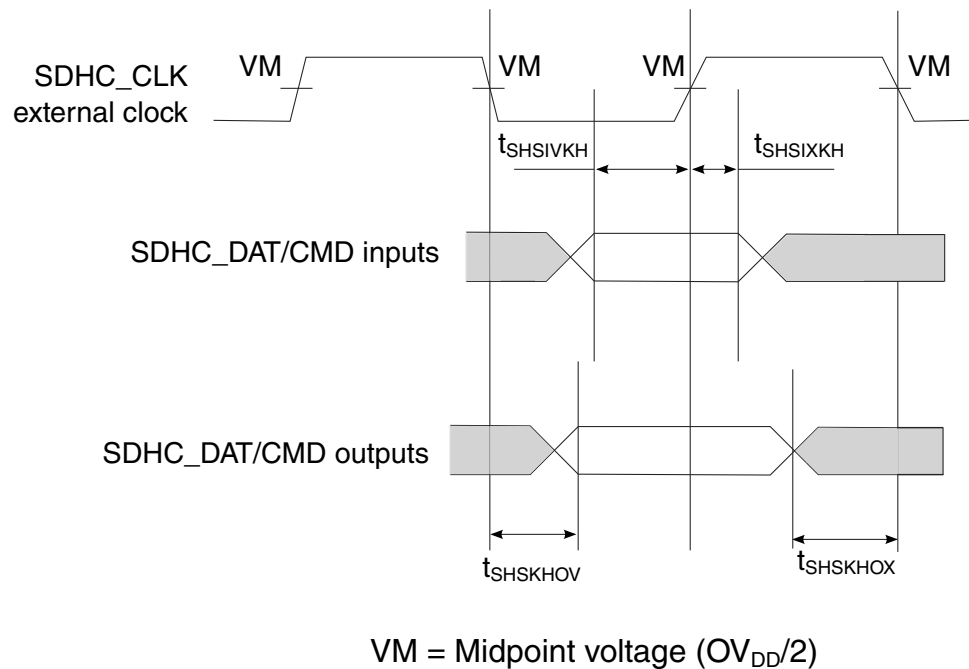 SDHC_CLK
external clock
VM
VM
VM
VM
tSHSIVKH
tSHSIXKH
SDHC_DAT/CMD inputs
SDHC_DAT/CMD outputs
tSHSKHOV
tSHSKHOX
VM = Midpoint voltage (OVDD/2)